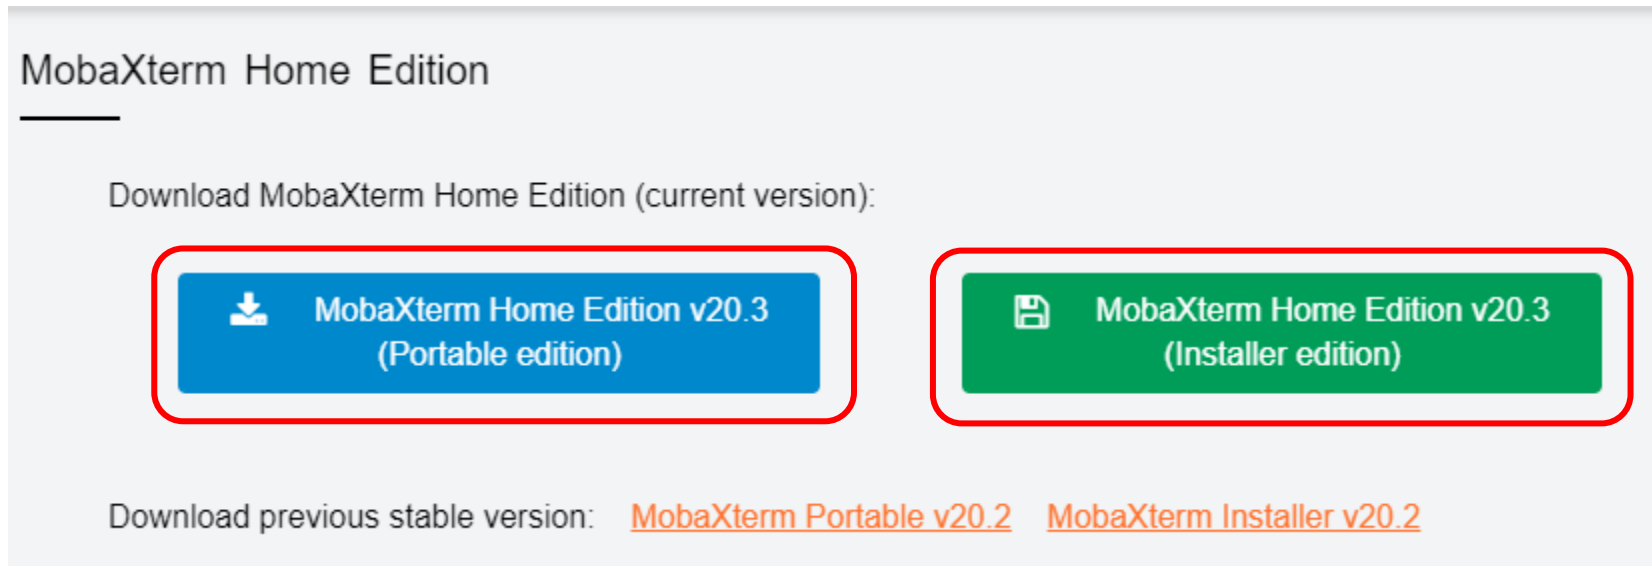 MobaXterm Home Edition
Download MobaXterm Home Edition (current version):
MobaXterm Home Edition v20.3
(Portable edition)
MobaXterm Home Edition v20.3
(Installer edition)
Download previous stable version: MobaXterm Portable v20.2 MobaXterm Installer v20.2